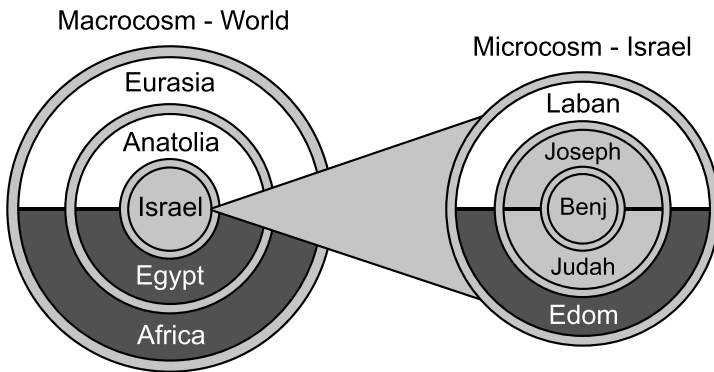 Macrocosm - World
Eurasia
Anatolia
Israel
Egypt
Africa
Microcosm - Israel
Laban
Joseph
Benj
Judah
Edom